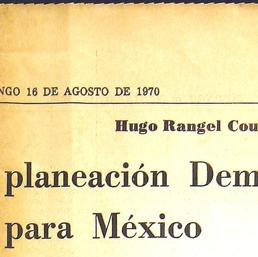 NGO 16 DE AGOSTO DE 1970
Hugo Rangel Cou
planeación Dem
para México